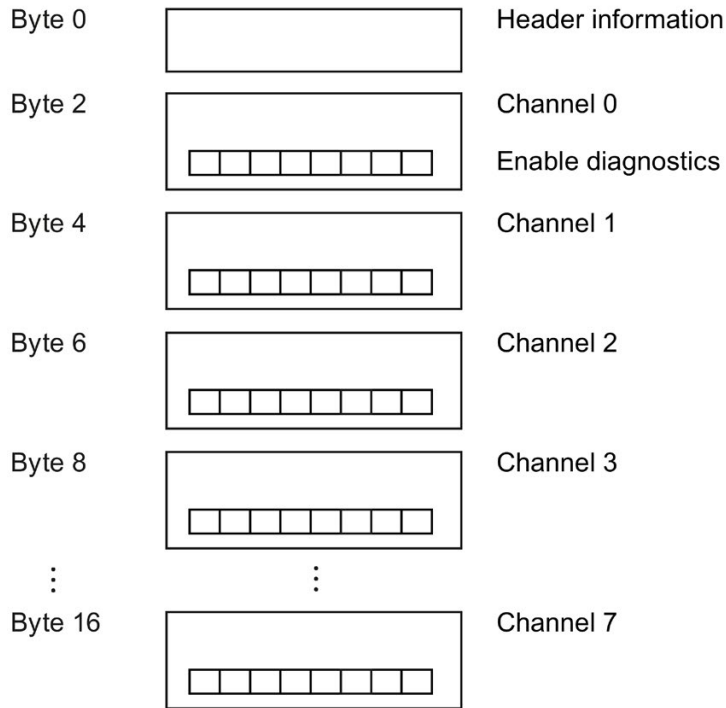 Byte 0 Header information
Byte 2 Channel 0
Enable diagnostics
Byte 4 Channel 1
Byte 6 Channel 2
Byte 8 Channel 3
⋮ ⋮
Byte 16 Channel 7